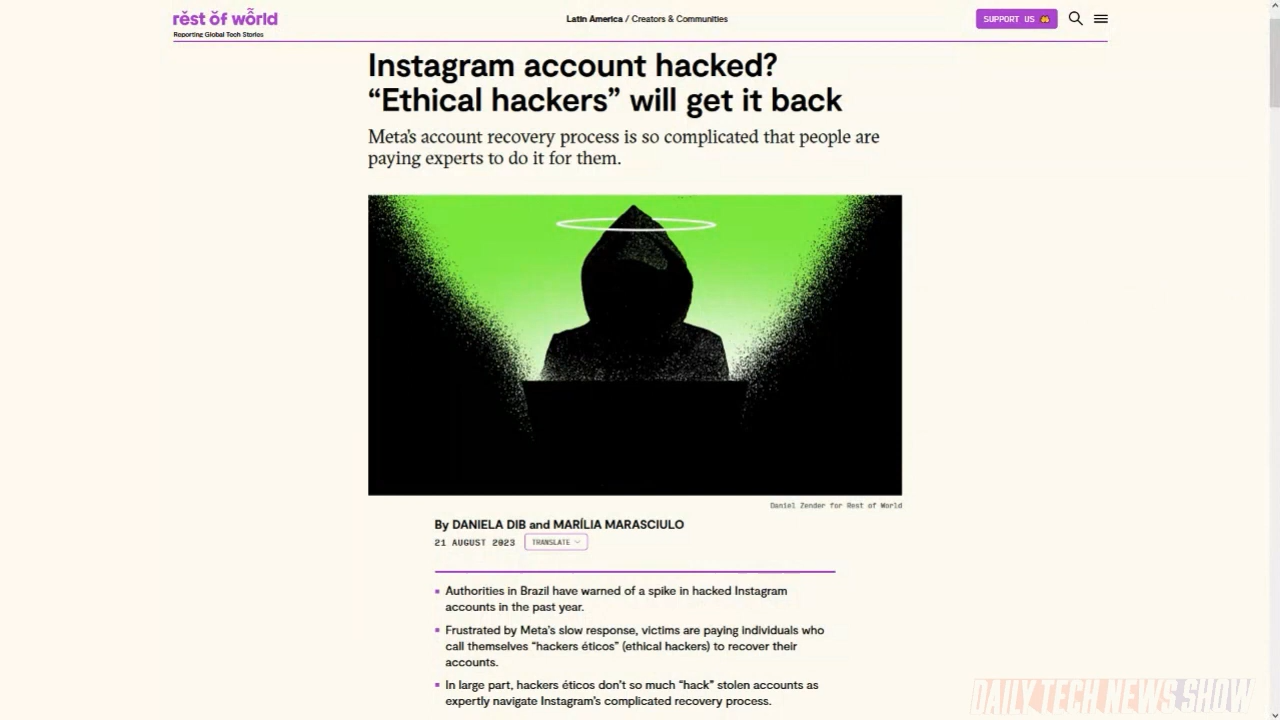 rest of world
Reporting Global Tech Stories
Latin America / Creators & Communities
SUPPORT US
Instagram account hacked?
“Ethical hackers” will get it back
Meta’s account recovery process is so complicated that people are
paying experts to do it for them.
Daniel Zender for Rest of World
By DANIELA DIB and MARÍLIA MARASCIULO
21 AUGUST 2023 TRANSLATE
Authorities in Brazil have warned of a spike in hacked Instagram
accounts in the past year.
Frustrated by Meta’s slow response, victims are paying individuals who
call themselves “hackers éticos” (ethical hackers) to recover their
accounts.
In large part, hackers éticos don’t so much “hack” stolen accounts as
expertly navigate Instagram’s complicated recovery process.
DAILY TECH NEWS SHOW